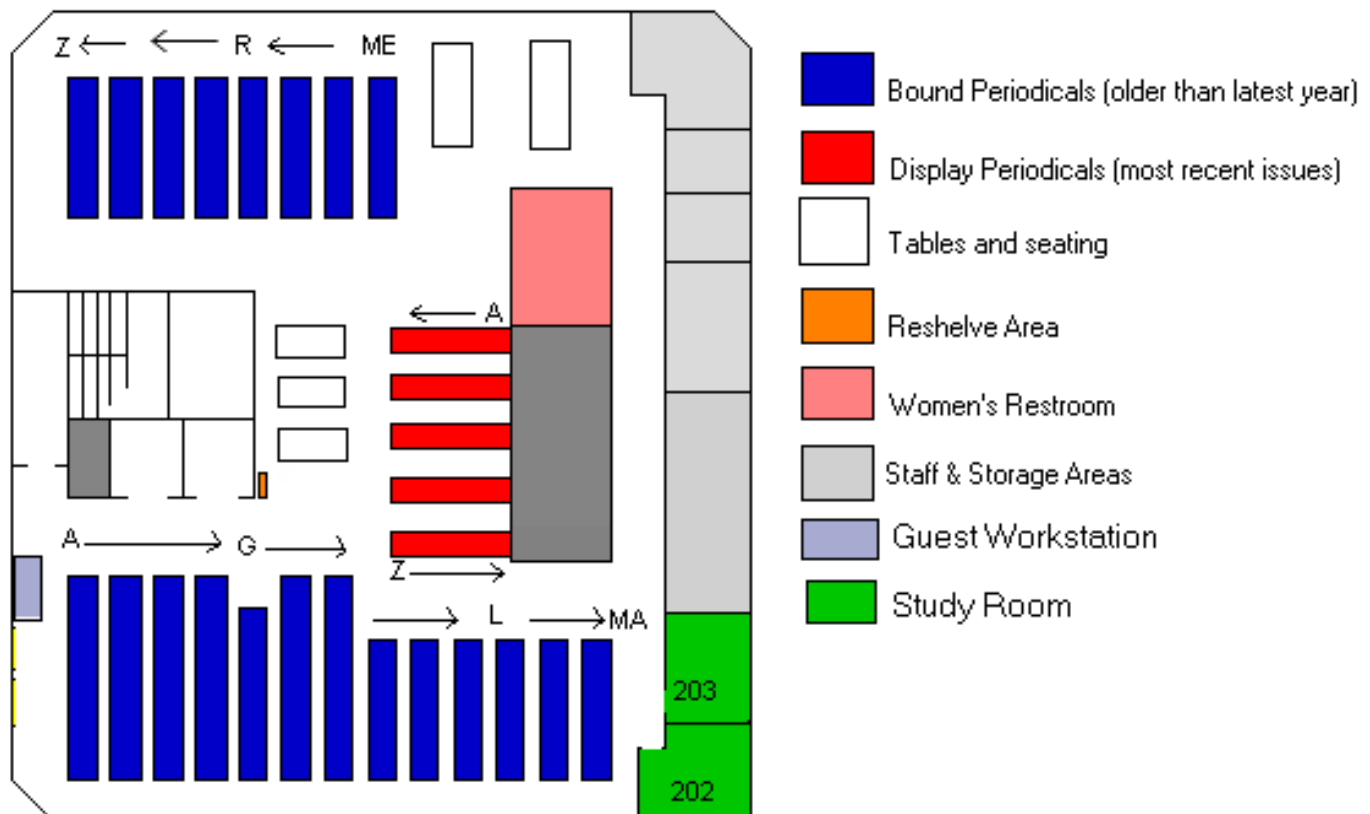 Z R ME
Bound Periodicals (older than latest year)
Display Periodicals (most recent issues)
Tables and seating
A
Reshelve Area
Women's Restroom
Staff & Storage Areas
A G
Guest Workstation
Z
L MA
Study Room
203
202